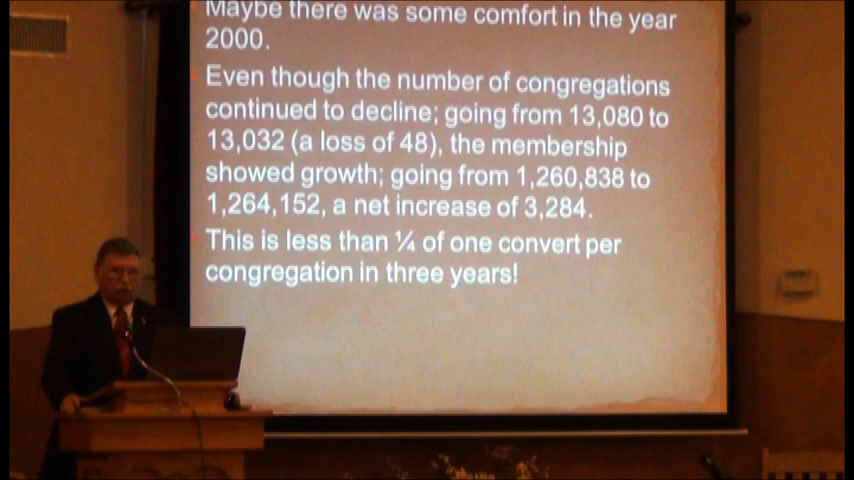 Maybe there was some comfort in the year
2000.
Even though the number of congregations
continued to decline; going from 13,080 to
13,032 (a loss of 48), the membership
showed growth; going from 1,260,838 to
1,264,152, a net increase of 3,284.
This is less than ¼ of one convert per
congregation in three years!